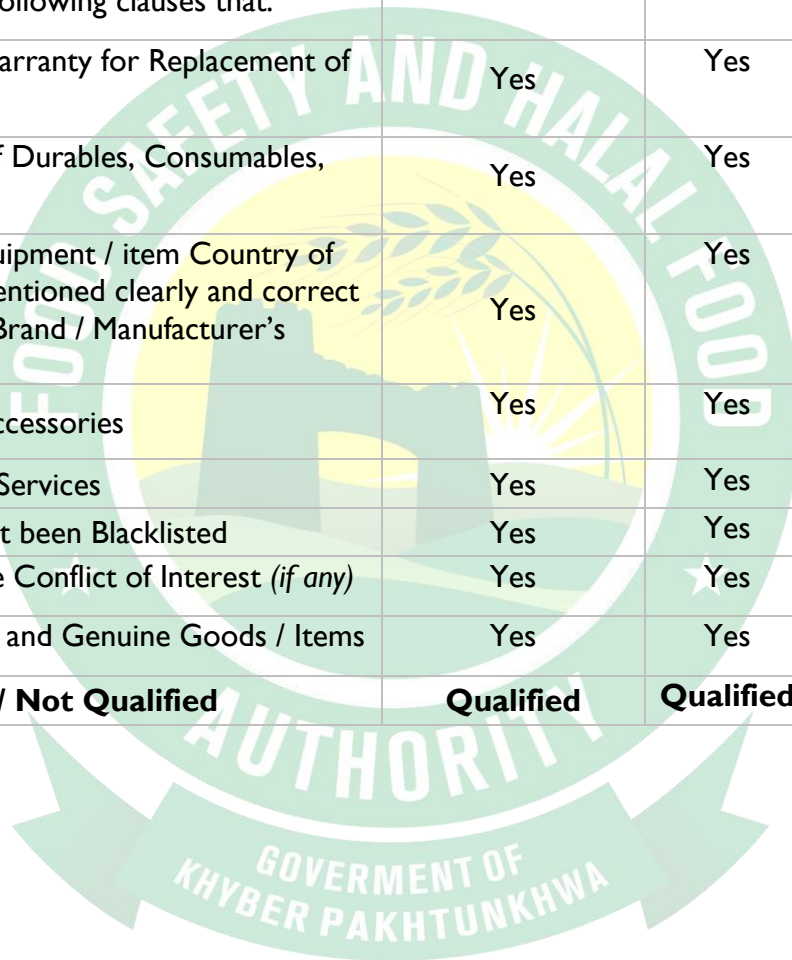 ollowing clauses that.
arranty for Replacement of Yes Yes
f Durables, Consumables, Yes Yes
uipment / item Country of Yes
entioned clearly and correct
Brand / Manufacturer's Yes
ccessories Yes Yes
Services Yes Yes
t been Blacklisted Yes Yes
e Conflict of Interest (if any) Yes Yes
and Genuine Goods / Items Yes Yes
/ Not Qualified Qualified Qualified
FOOD SAFETY AND HALAL FOOD
AUTHORITY
GOVERMENT OF
KHYBER PAKHTUNKHWA